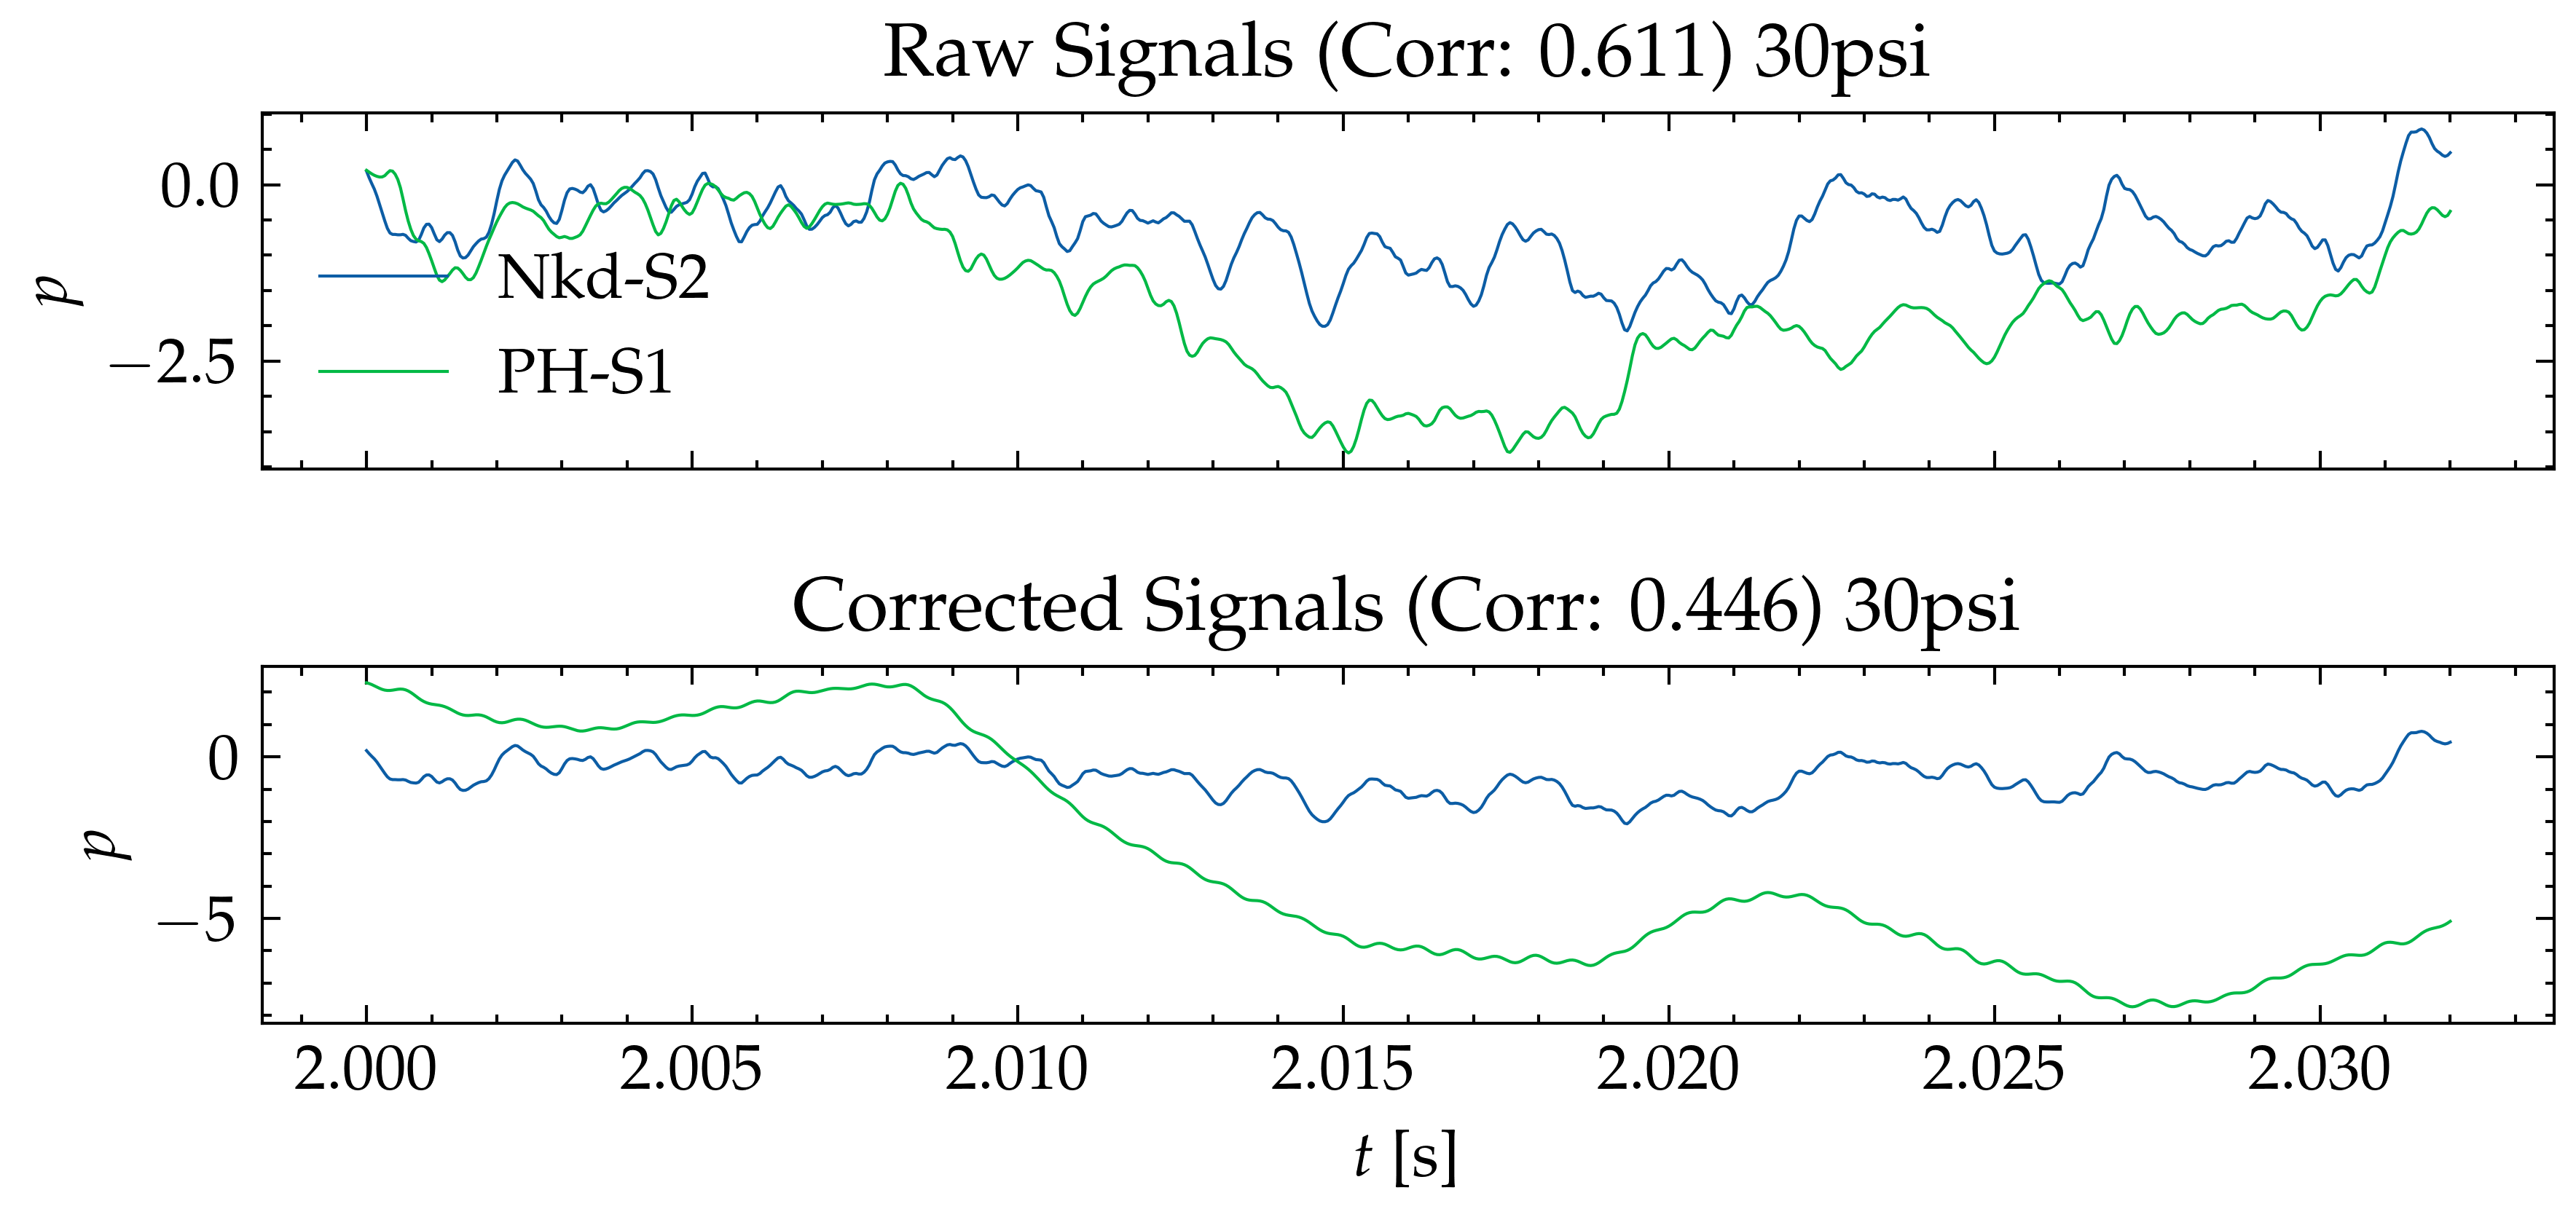 Raw Signals (Corr: 0.611) 30psi
0.0
−2.5
p
Nkd-S2
PH-S1
Corrected Signals (Corr: 0.446) 30psi
0
−5
p
2.000 2.005 2.010 2.015 2.020 2.025 2.030
t [s]